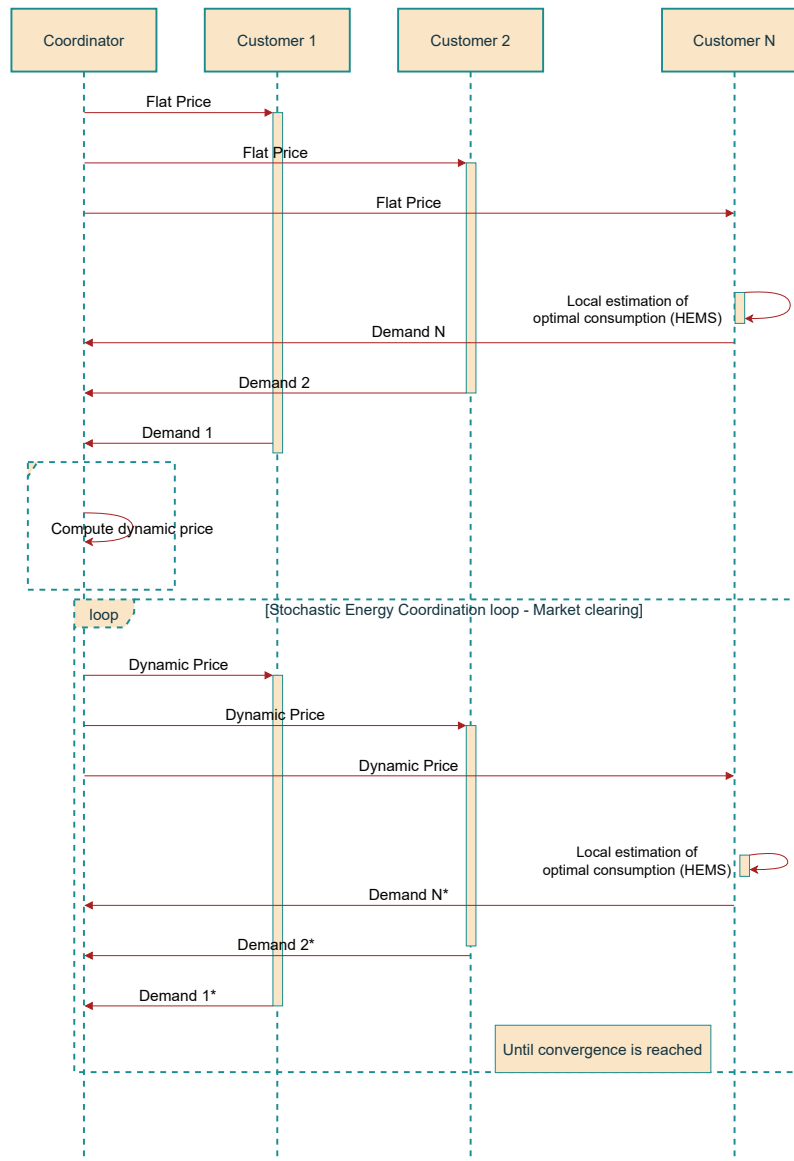 Coordinator
Customer 1
Customer 2
Customer N
Flat Price
Flat Price
Flat Price
Local estimation of
optimal consumption (HEMS)
Demand N
Demand 2
Demand 1
Compute dynamic price
loop
[Stochastic Energy Coordination loop - Market clearing]
Dynamic Price
Dynamic Price
Dynamic Price
Local estimation of
optimal consumption (HEMS)
Demand N*
Demand 2*
Demand 1*
Until convergence is reached